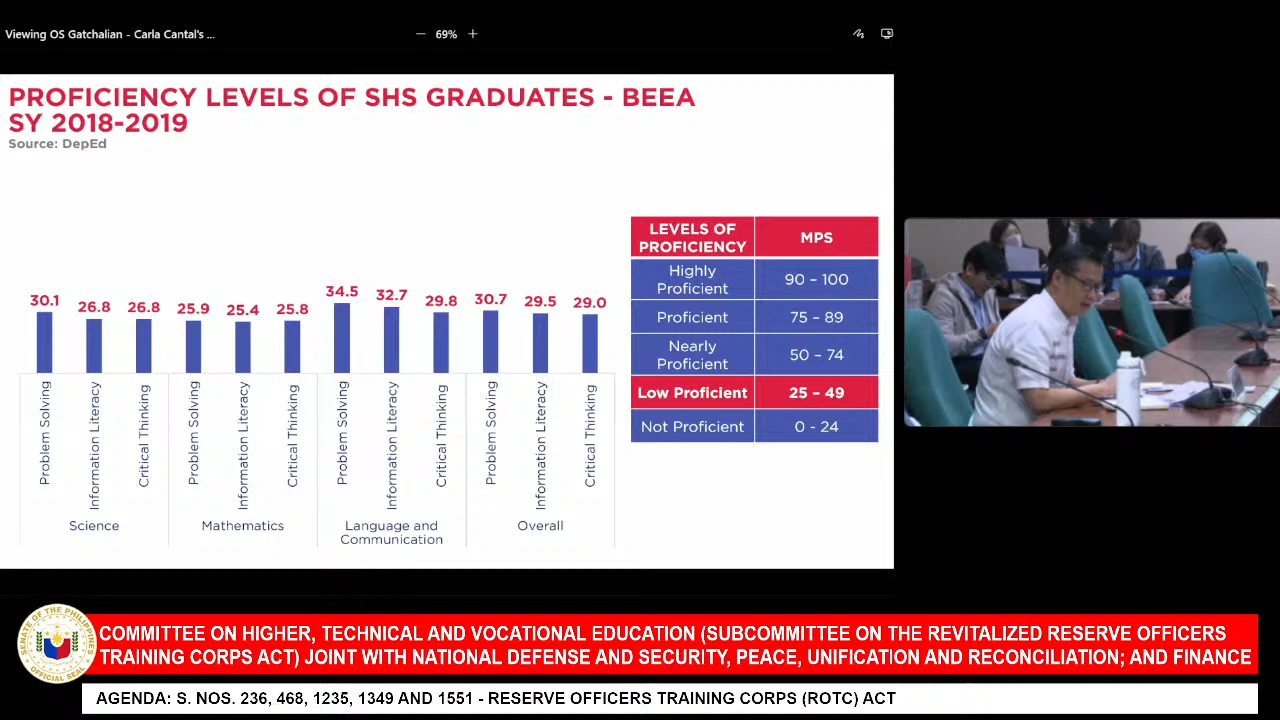 Viewing OS Gatchalian - Carla Cantal's ...
69%
PROFICIENCY LEVELS OF SHS GRADUATES - BEEA
SY 2018-2019
Source: DepEd
30.1
26.8
26.8
25.9
25.4
25.8
34.5
32.7
29.8
30.7
29.5
29.0
Problem Solving
Information Literacy
Critical Thinking
Problem Solving
Information Literacy
Critical Thinking
Problem Solving
Information Literacy
Critical Thinking
Problem Solving
Information Literacy
Critical Thinking
Science
Mathematics
Language and
Communication
Overall
LEVELS OF
PROFICIENCY
MPS
Highly
Proficient
90 – 100
Proficient
75 – 89
Nearly
Proficient
50 – 74
Low Proficient
25 – 49
Not Proficient
0 - 24
SENATE OF THE PHILIPPINES
OFFICIAL SEAL
COMMITTEE ON HIGHER, TECHNICAL AND VOCATIONAL EDUCATION (SUBCOMMITTEE ON THE REVITALIZED RESERVE OFFICERS
TRAINING CORPS ACT) JOINT WITH NATIONAL DEFENSE AND SECURITY, PEACE, UNIFICATION AND RECONCILIATION; AND FINANCE
AGENDA: S. NOS. 236, 468, 1235, 1349 AND 1551 - RESERVE OFFICERS TRAINING CORPS (ROTC) ACT